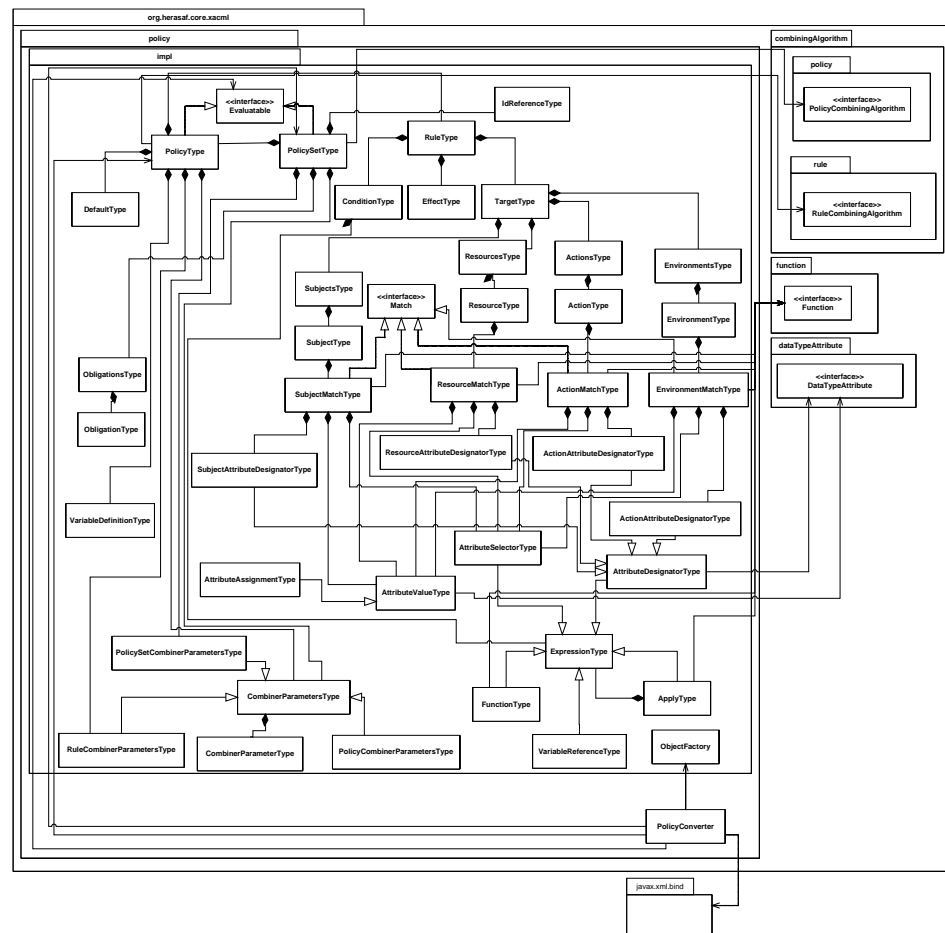 org.herasaf.core.xacml
policy
combiningAlgorithm
impl
policy
<<interface>>
Evaluatable
IdReferenceType
<<interface>>
PolicyCombiningAlgorithm
PolicyType
PolicySetType
RuleType
rule
DefaultType
ConditionType
EffectType
TargetType
<<interface>>
RuleCombiningAlgorithm
ResourcesType
ActionsType
EnvironmentsType
function
SubjectsType
<<interface>>
Match
ResourceType
ActionType
EnvironmentType
<<interface>>
Function
SubjectType
dataTypeAttribute
ObligationsType
SubjectMatchType
ResourceMatchType
ActionMatchType
EnvironmentMatchType
<<interface>>
DataTypeAttribute
ObligationType
ResourceAttributeDesignatorType
ActionAttributeDesignatorType
SubjectAttributeDesignatorType
VariableDefinitionType
ActionAttributeDesignatorType
AttributeSelectorType
AttributeAssignmentType
AttributeValueType
AttributeDesignatorType
PolicySetCombinerParametersType
ExpressionType
CombinerParametersType
FunctionType
ApplyType
RuleCombinerParametersType
CombinerParameterType
PolicyCombinerParametersType
VariableReferenceType
ObjectFactory
PolicyConverter
javax.xml.bind